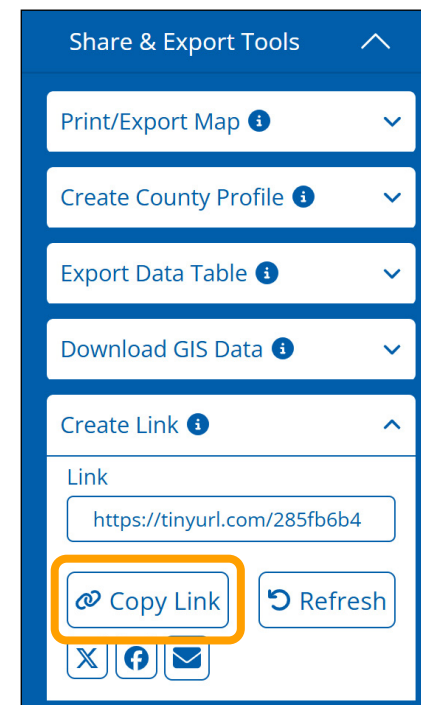 Share & Export Tools
Print/Export Map
Create County Profile
Export Data Table
Download GIS Data
Create Link
Link
https://tinyurl.com/285fb6b4
Copy Link Refresh